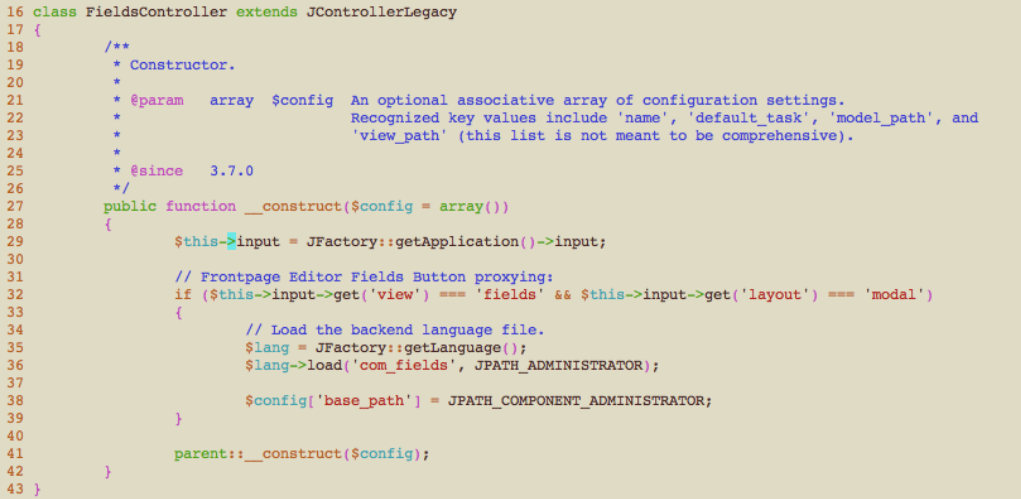 16 class FieldsController extends JControllerLegacy
17 {
18         /**
19          * Constructor.
20          *
21          * @param   array  $config  An optional associative array of configuration settings.
22          *                          Recognized key values include 'name', 'default_task', 'model_path', and
23          *                          'view_path' (this list is not meant to be comprehensive).
24          *
25          * @since   3.7.0
26          */
27         public function __construct($config = array())
28         {
29                 $this->input = JFactory::getApplication()->input;
30
31                 // Frontpage Editor Fields Button proxying:
32                 if ($this->input->get('view') === 'fields' && $this->input->get('layout') === 'modal')
33                 {
34                         // Load the backend language file.
35                         $lang = JFactory::getLanguage();
36                         $lang->load('com_fields', JPATH_ADMINISTRATOR);
37
38                         $config['base_path'] = JPATH_COMPONENT_ADMINISTRATOR;
39                 }
40
41                 parent::__construct($config);
42         }
43 }